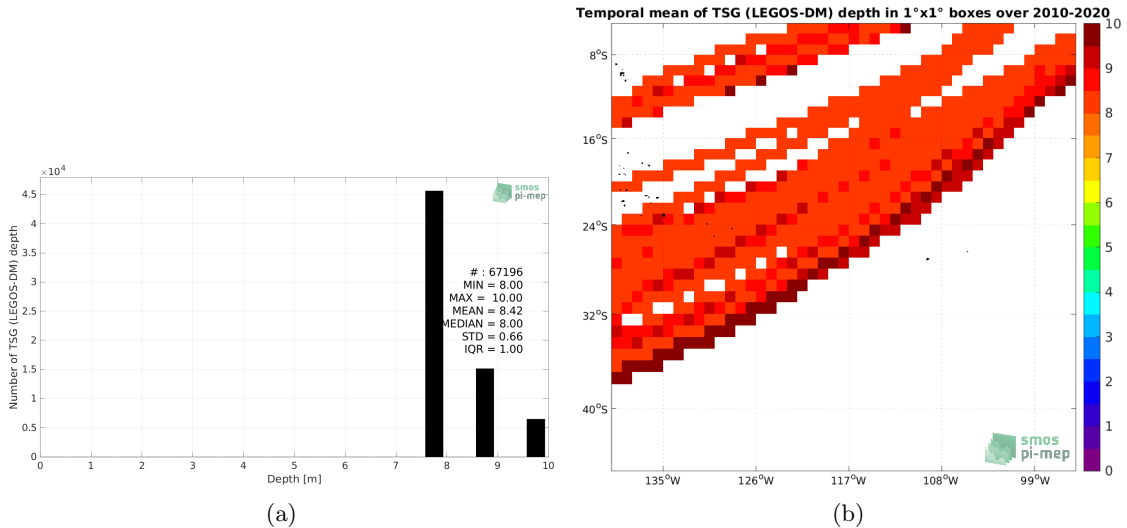 ×10⁴
4.5
4
3.5
3
2.5
2
1.5
1
0.5
0
Number of TSG (LEGOS-DM) depth
smos
pi-mep
# : 67196
MIN = 8.00
MAX = 10.00
MEAN = 8.42
MEDIAN = 8.00
STD = 0.66
IQR = 1.00
0 1 2 3 4 5 6 7 8 9 10
Depth [m]
(a)
Temporal mean of TSG (LEGOS-DM) depth in 1°x1° boxes over 2010-2020
8°S
16°S
24°S
32°S
40°S
135°W 126°W 117°W 108°W 99°W
smos
pi-mep
10
9
8
7
6
5
4
3
2
1
0
(b)